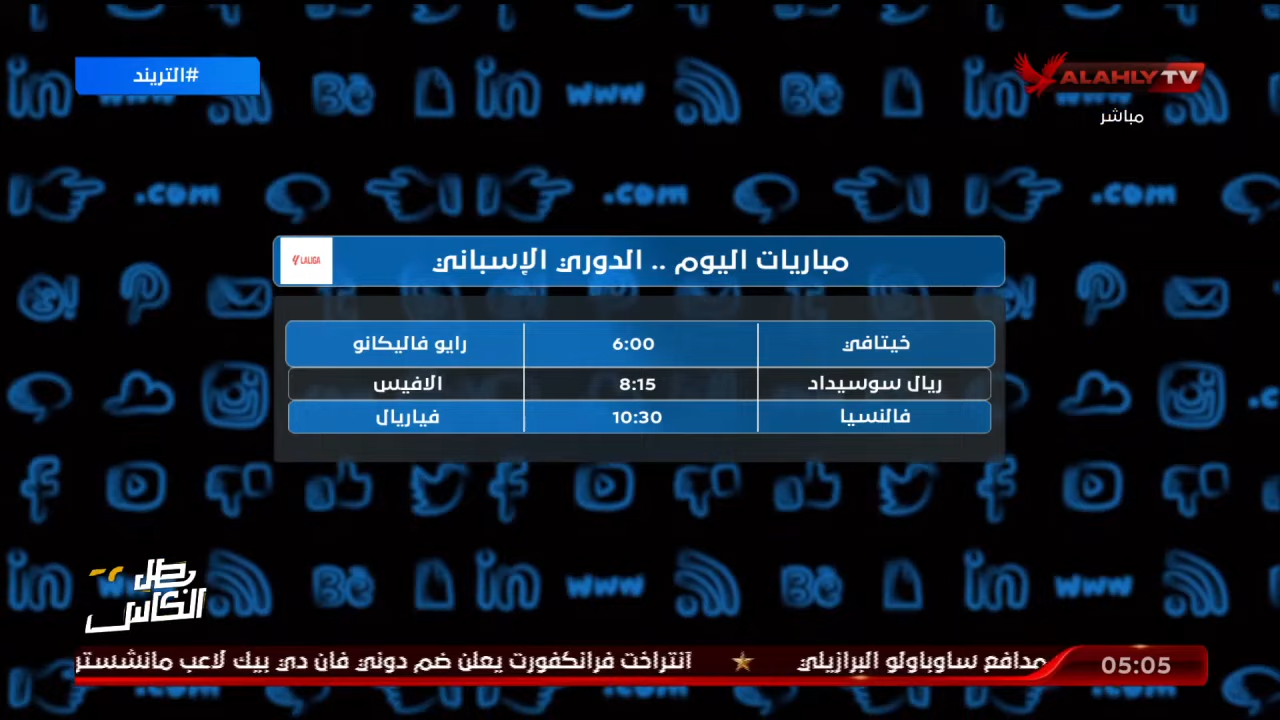 #التريند
ALAHLY TV
مباشر
مباريات اليوم .. الدوري الإسباني
LALIGA
خيتافي 6:00 رايو فاليكانو
ريال سوسيداد 8:15 الافيس
فالنسيا 10:30 فياريال
الكاس
05:05 مدافع ساوباولو البرازيلي ★ آنتراخت فرانكفورت يعلن ضم دوني فان دي بيك لاعب مانشستر